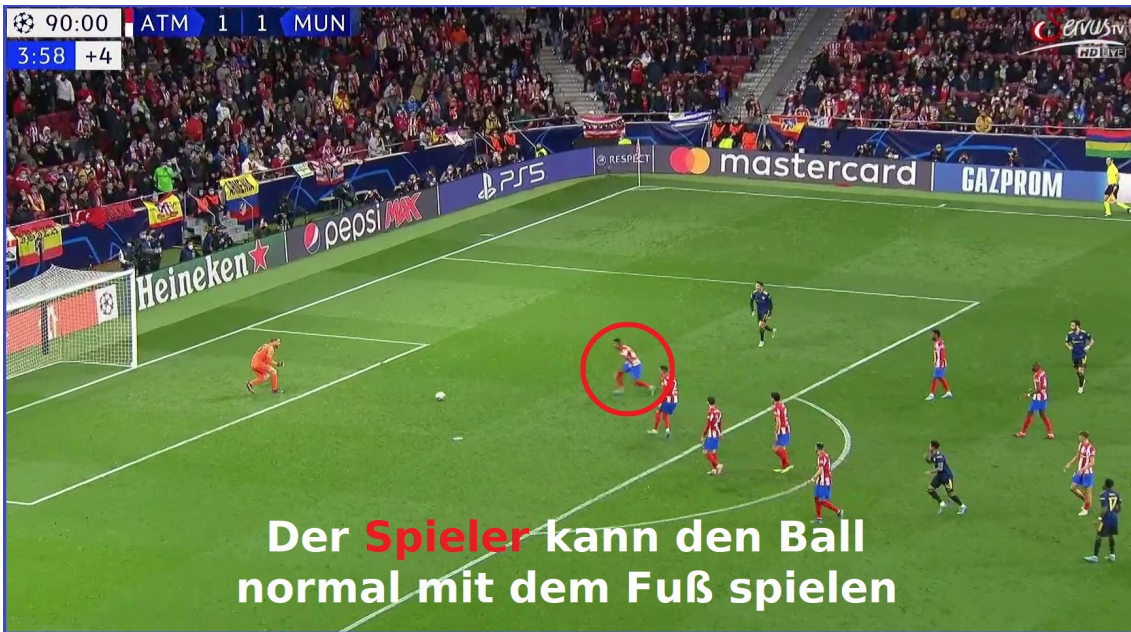 90:00 ATM 1 1 MUN
3:58 +4
ServusTV
HD LIVE
RESPECT
mastercard
GAZPROM
PS5
pepsi MAX
Heineken
17
Der Spieler kann den Ball
normal mit dem Fuß spielen